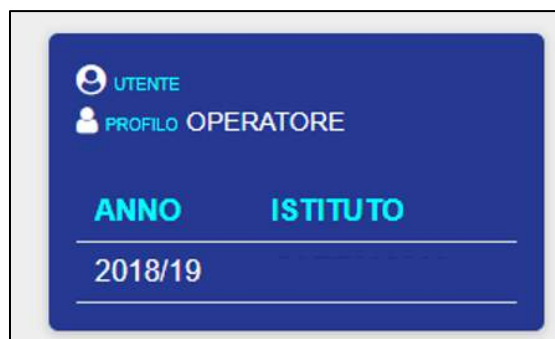 UTENTE
PROFILO OPERATORE
ANNO ISTITUTO
2018/19